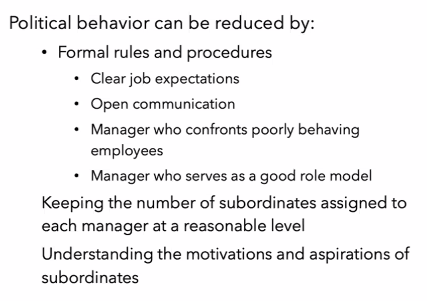 Political behavior can be reduced by:
• Formal rules and procedures
• Clear job expectations
• Open communication
• Manager who confronts poorly behaving
employees
• Manager who serves as a good role model
Keeping the number of subordinates assigned to
each manager at a reasonable level
Understanding the motivations and aspirations of
subordinates